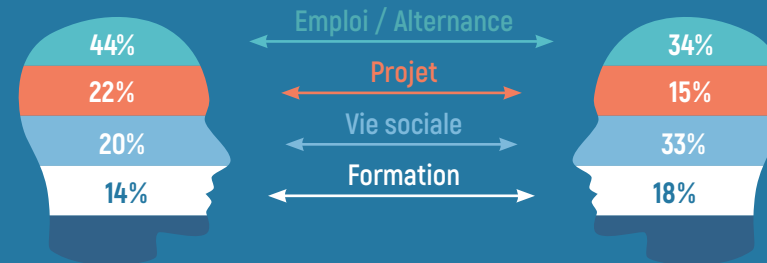 44% Emploi / Alternance 34%
22% Projet 15%
20% Vie sociale 33%
14% Formation 18%